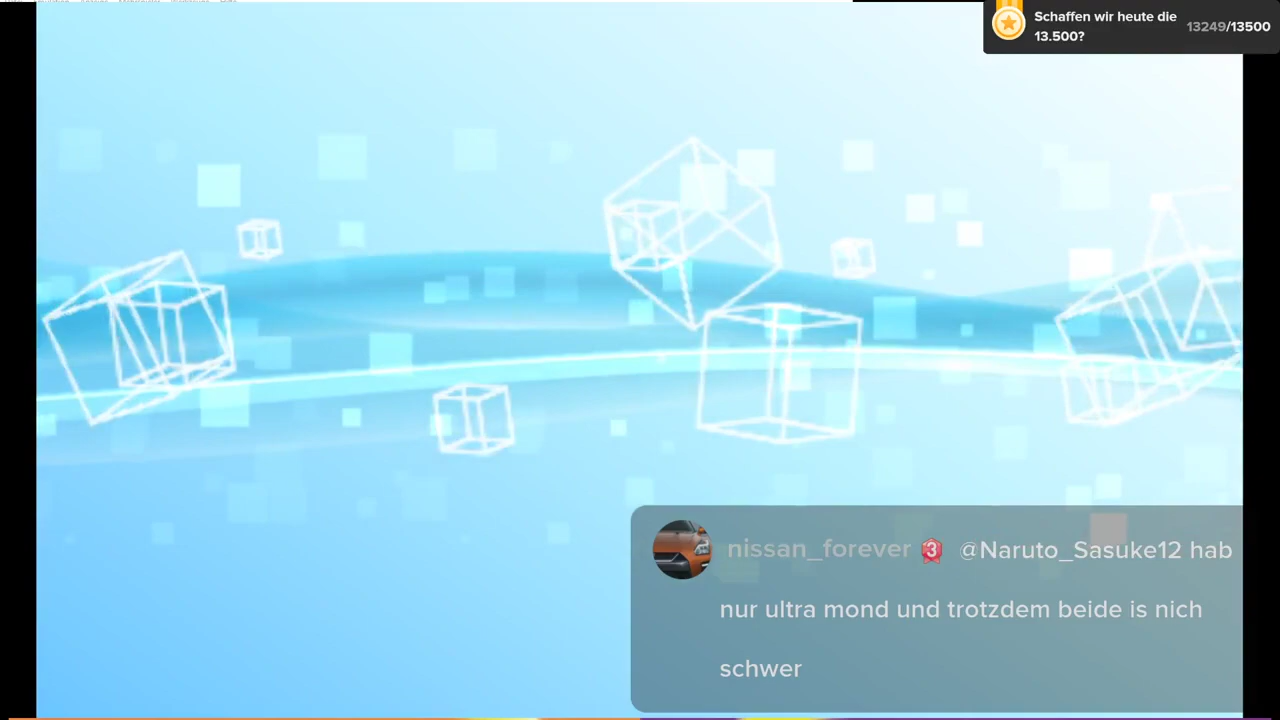 Schaffen wir heute die
13.500?
13249/13500
nissan_forever 3 @Naruto_Sasuke12 hab
nur ultra mond und trotzdem beide is nich
schwer